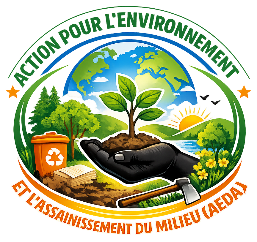 ACTION POUR L'ENVIRONNEMENT
ET L'ASSAINISSEMENT DU MILIEU (AEDA)